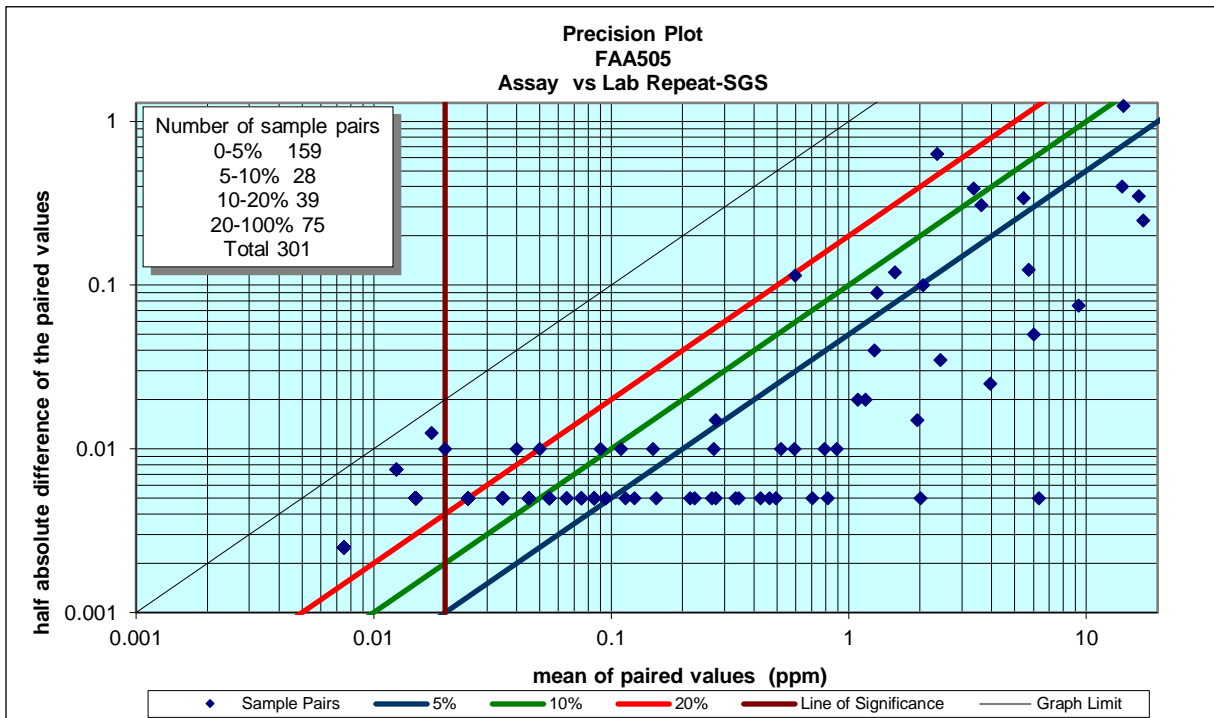 Precision Plot
FAA505
Assay vs Lab Repeat-SGS
Number of sample pairs
0-5% 159
5-10% 28
10-20% 39
20-100% 75
Total 301
half absolute difference of the paired values
1
0.1
0.01
0.001
0.001 0.01 0.1 1 10
mean of paired values (ppm)
Sample Pairs 5% 10% 20% Line of Significance Graph Limit